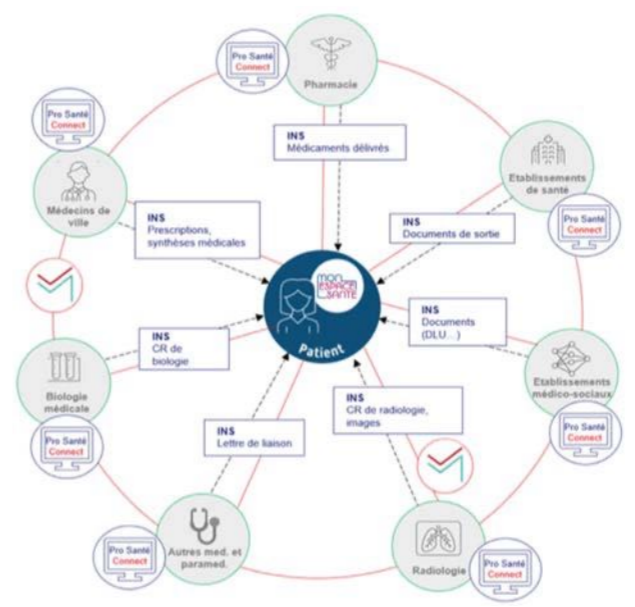 Pro Santé
Connect
Pharmacie
Pro Santé
Connect
INS
Médicaments délivrés
Médecins de
ville
Etablissements
de santé
Pro Santé
Connect
INS
Prescriptions,
synthèses médicales
INS
Documents de sortie
MON
ESPACE
SANTÉ
Patient
INS
Documents
(DLU…)
INS
CR de
biologie
Biologie
médicale
Etablissements
médico-sociaux
Pro Santé
Connect
INS
CR de radiologie,
images
INS
Lettre de liaison
Pro Santé
Connect
Autres med. et
paramed.
Pro Santé
Connect
Radiologie
Pro Santé
Connect